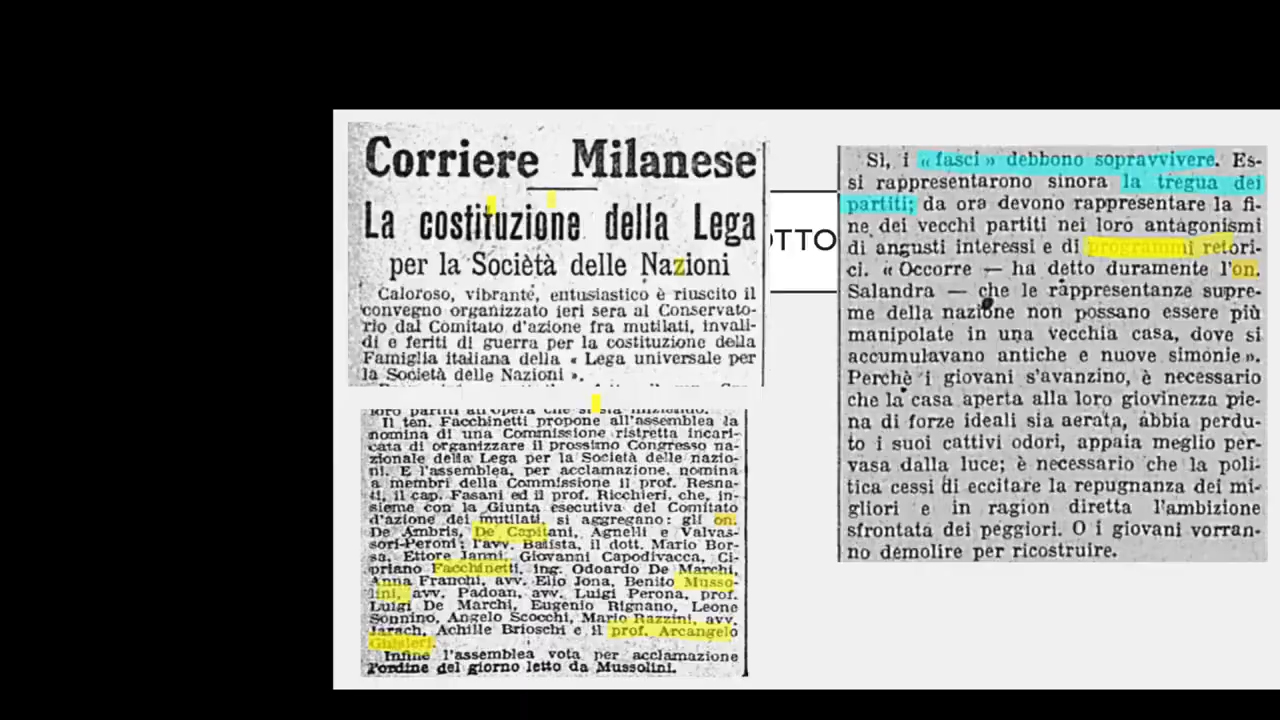 Corriere Milanese
La costituzione della Lega
per la Sociètà delle Nazioni
Caloroso, vibrante, entusiastico è riuscito il
convegno organizzato ieri sera al Conservato-
rio dal Comitato d'azione fra mutilati, invali-
di e feriti di guerra per la costituzione della
Famiglia italiana della « Lega universale per
la Società delle Nazioni ».
loro partiti all'opera che si sta iniziando.
Il ten. Facchinetti propone all'assemblea la
nomina di una Commissione ristretta incari-
cata di organizzare il prossimo Congresso na-
zionale della Lega per la Società delle nazio-
ni. E l'assemblea, per acclamazione, nomina
a membri della Commissione il prof. Resna-
ti, il cap. Fasani ed il prof. Ricchieri, che, in-
sieme con la Giunta esecutiva del Comitato
d'azione dei mutilati, si aggregano: gli on.
De Ambris, De Capitani, Agnelli e Valvas-
sori-Peroni; l'avv. Batista, il dott. Mario Bor-
sa, Ettore Janni, Giovanni Capodivacca, Ci-
priano Facchinetti, ing. Odoardo De Marchi,
Anna Franchi, avv. Elio Jona, Benito Musso-
lini, avv. Padoan, avv. Luigi Perona, prof.
Luigi De Marchi, Eugenio Rignano, Leone
Sonnino, Angelo Scocchi, Mario Razzini, avv.
Jarach, Achille Brioschi e il prof. Arcangelo
Ghisleri.
Infine l'assemblea vota per acclamazione
l'ordine del giorno letto da Mussolini.
OTTO
Sì, i « fasci » debbono sopravvivere. Es-
si rappresentarono sinora la tregua dei
partiti; da ora devono rappresentare la fi-
ne dei vecchi partiti nei loro antagonismi
di angusti interessi e di programmi retori-
ci. « Occorre — ha detto duramente l'on.
Salandra — che le rappresentanze supre-
me della nazione non possano essere più
manipolate in una vecchia casa, dove si
accumulavano antiche e nuove simonie ».
Perchè i giovani s'avanzino, è necessario
che la casa aperta alla loro giovinezza pie-
na di forze ideali sia aerata, abbia perdu-
to i suoi cattivi odori, appaia meglio per-
vasa dalla luce; è necessario che la poli-
tica cessi di eccitare la repugnanza dei mi-
gliori e in ragion diretta l'ambizione
sfrontata dei peggiori. O i giovani vorran-
no demolire per ricostruire.